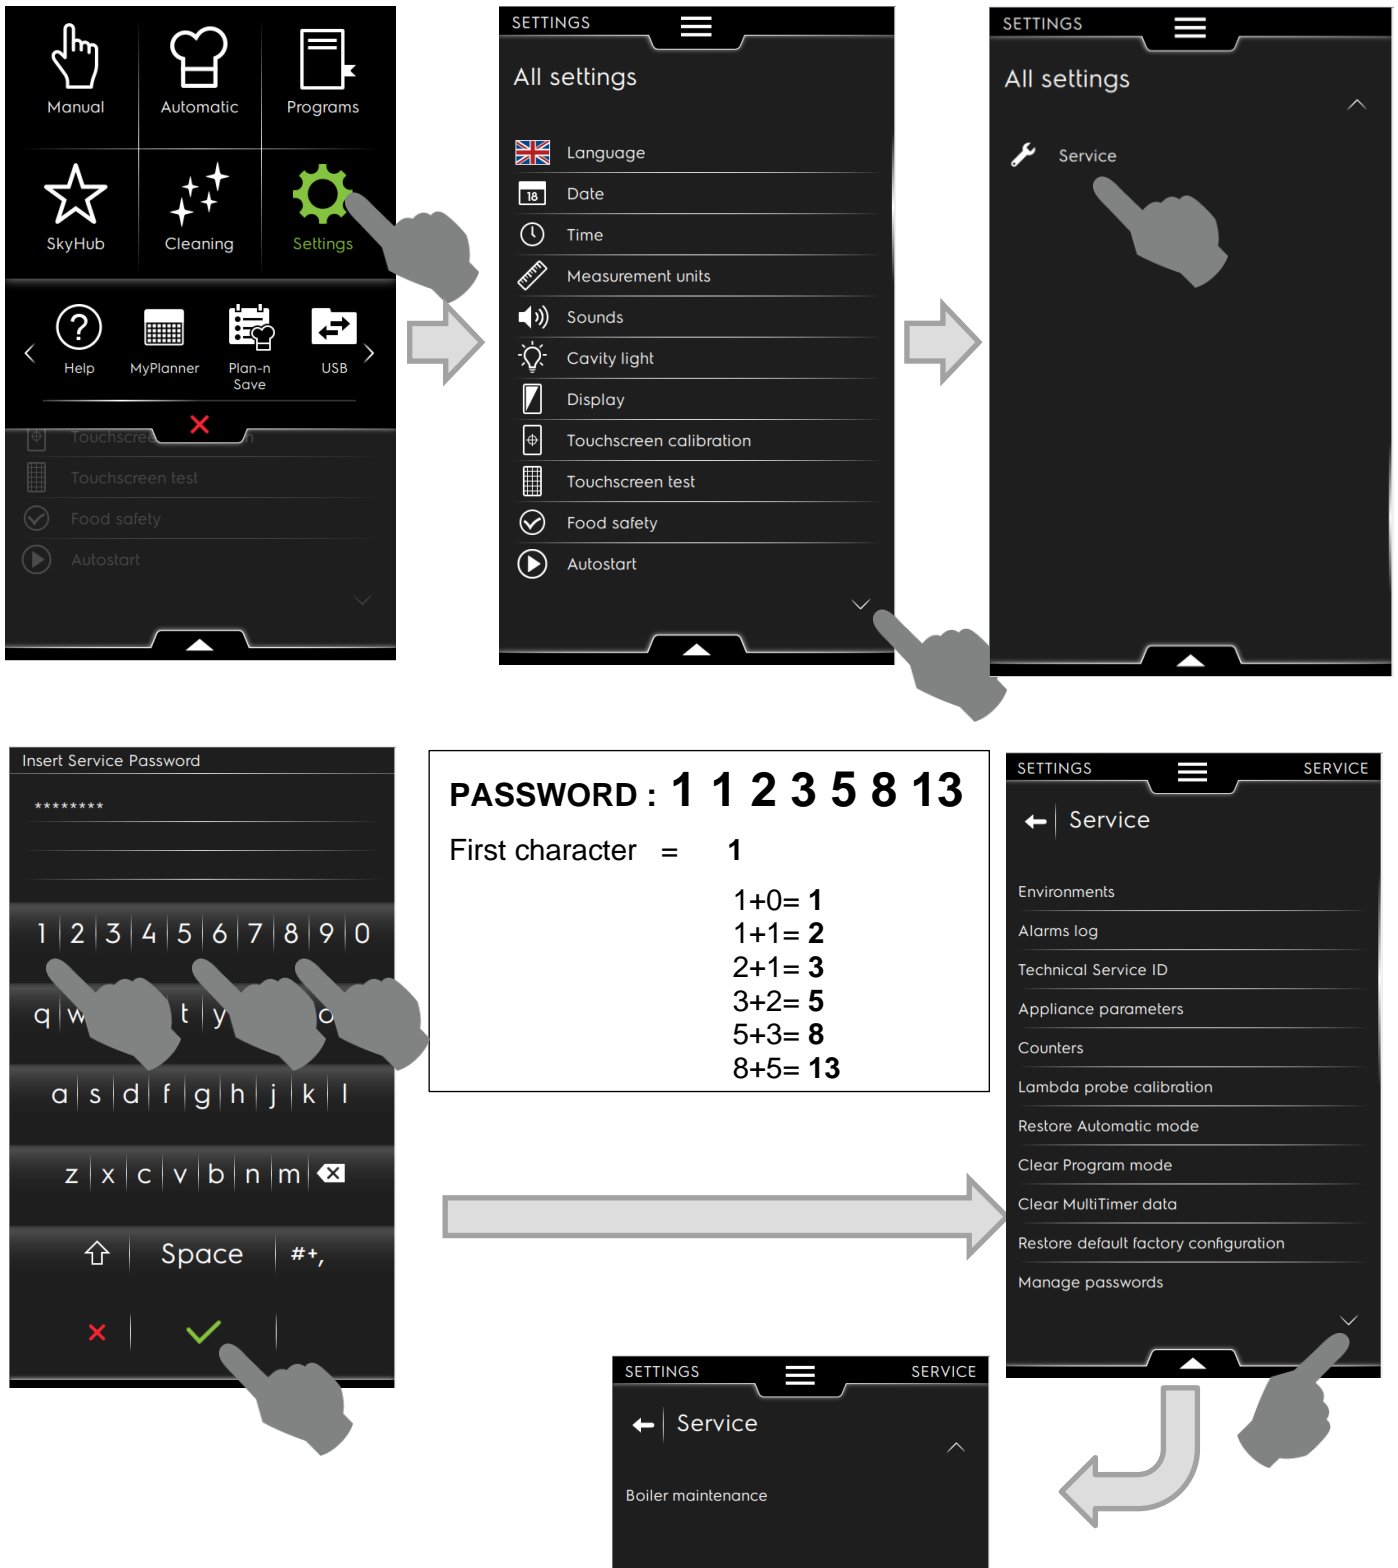 Manual
Automatic
Programs
SkyHub
Cleaning
Settings
?
Help
MyPlanner
Plan-n
Save
USB
Touchscreen test
Food safety
Autostart
SETTINGS
All settings
Language
18
Date
Time
Measurement units
Sounds
Cavity light
Display
Touchscreen calibration
Touchscreen test
Food safety
Autostart
SETTINGS
All settings
Service
Insert Service Password
********
1 2 3 4 5 6 7 8 9 0
q w t y o
a s d f g h j k l
z x c v b n m
Space #+,
PASSWORD : 1 1 2 3 5 8 13
First character = 1
1+0= 1
1+1= 2
2+1= 3
3+2= 5
5+3= 8
8+5= 13
SETTINGS SERVICE
Service
Environments
Alarms log
Technical Service ID
Appliance parameters
Counters
Lambda probe calibration
Restore Automatic mode
Clear Program mode
Clear MultiTimer data
Restore default factory configuration
Manage passwords
SETTINGS SERVICE
Service
Boiler maintenance